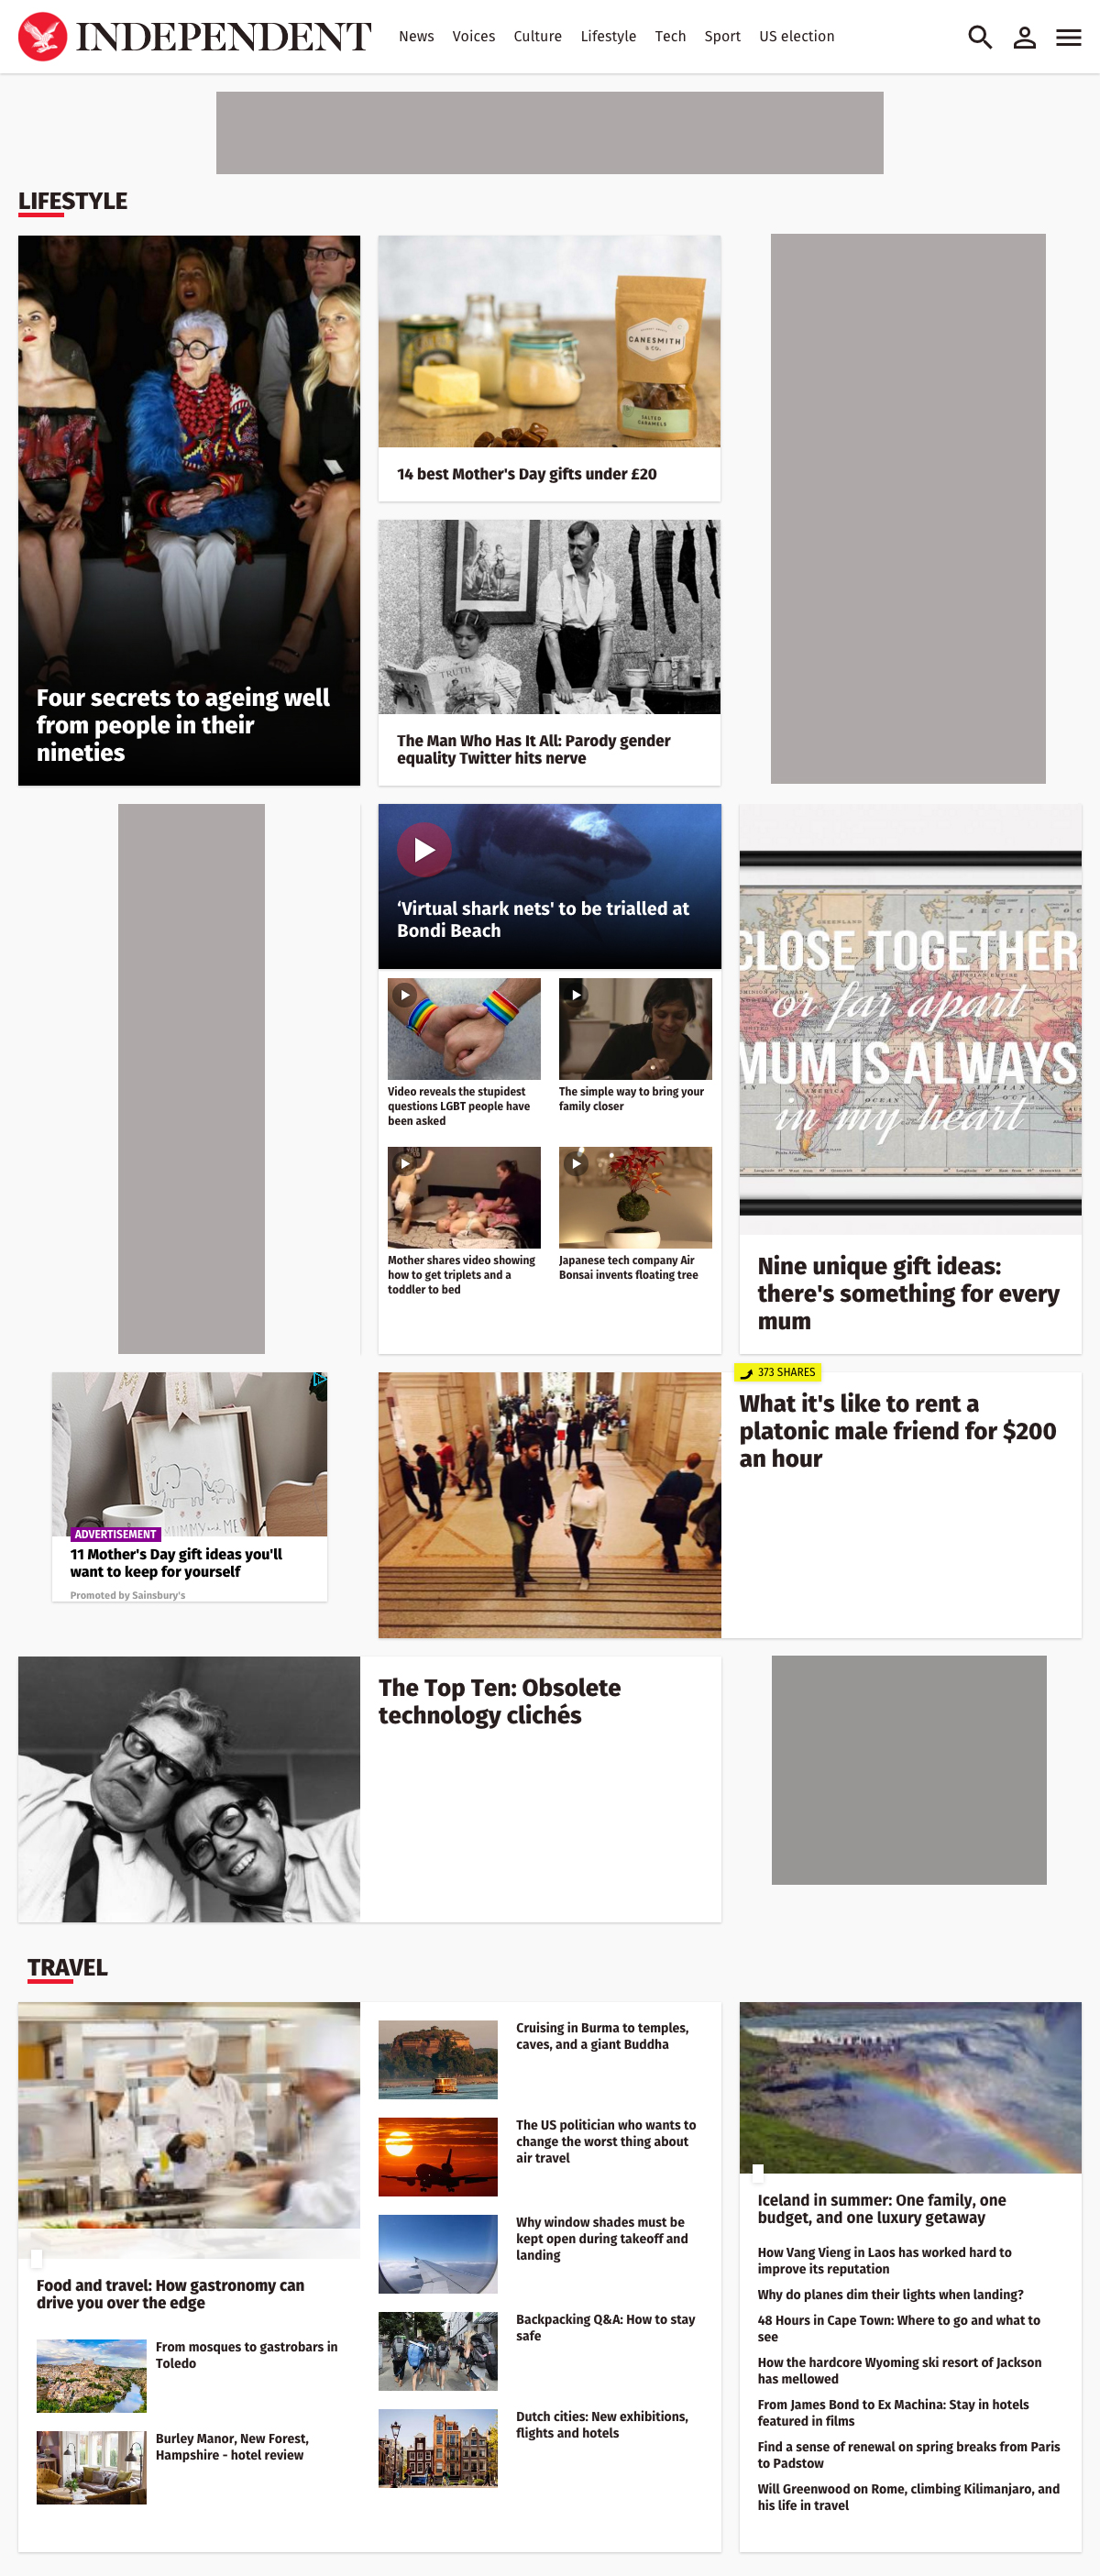 INDEPENDENT
News Voices Culture Lifestyle Tech Sport US election
LIFESTYLE
Four secrets to ageing well
from people in their
nineties
CANESMITH
& CO.
SALTED
CARAMELS
14 best Mother's Day gifts under £20
TRUTH
The Man Who Has It All: Parody gender
equality Twitter hits nerve
‘Virtual shark nets' to be trialled at
Bondi Beach
Video reveals the stupidest
questions LGBT people have
been asked
The simple way to bring your
family closer
Mother shares video showing
how to get triplets and a
toddler to bed
Japanese tech company Air
Bonsai invents floating tree
GREENLAND
ARCTIC OC
CLOSE TOGETHER
or far apart
MUM IS ALWAYS
in my heart
Nine unique gift ideas:
there's something for every
mum
MUMMY and ME
ADVERTISEMENT
11 Mother's Day gift ideas you'll
want to keep for yourself
Promoted by Sainsbury's
373 SHARES
What it's like to rent a
platonic male friend for $200
an hour
The Top Ten: Obsolete
technology clichés
TRAVEL
Food and travel: How gastronomy can
drive you over the edge
From mosques to gastrobars in
Toledo
Burley Manor, New Forest,
Hampshire - hotel review
Cruising in Burma to temples,
caves, and a giant Buddha
The US politician who wants to
change the worst thing about
air travel
Why window shades must be
kept open during takeoff and
landing
Backpacking Q&A: How to stay
safe
Dutch cities: New exhibitions,
flights and hotels
Iceland in summer: One family, one
budget, and one luxury getaway
How Vang Vieng in Laos has worked hard to
improve its reputation
Why do planes dim their lights when landing?
48 Hours in Cape Town: Where to go and what to
see
How the hardcore Wyoming ski resort of Jackson
has mellowed
From James Bond to Ex Machina: Stay in hotels
featured in films
Find a sense of renewal on spring breaks from Paris
to Padstow
Will Greenwood on Rome, climbing Kilimanjaro, and
his life in travel